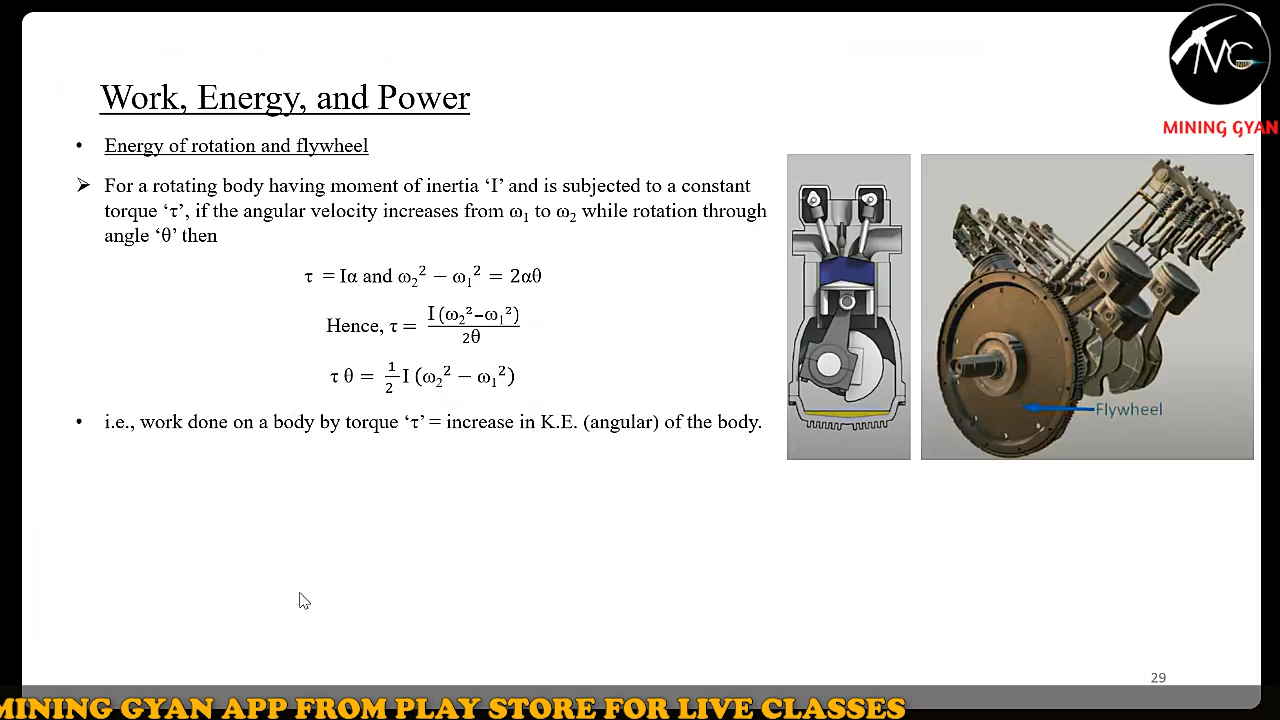 MG
MINING GYAN
Work, Energy, and Power
• Energy of rotation and flywheel
➢ For a rotating body having moment of inertia ‘I’ and is subjected to a constant
torque ‘τ’, if the angular velocity increases from ω₁ to ω₂ while rotation through
angle ‘θ’ then
τ = Iα and ω₂² − ω₁² = 2αθ
Hence, τ = I (ω₂²−ω₁²) / 2θ
τ θ = 1/2 I (ω₂² − ω₁²)
• i.e., work done on a body by torque ‘τ’ = increase in K.E. (angular) of the body.
Flywheel
29
MINING GYAN APP FROM PLAY STORE FOR LIVE CLASSES